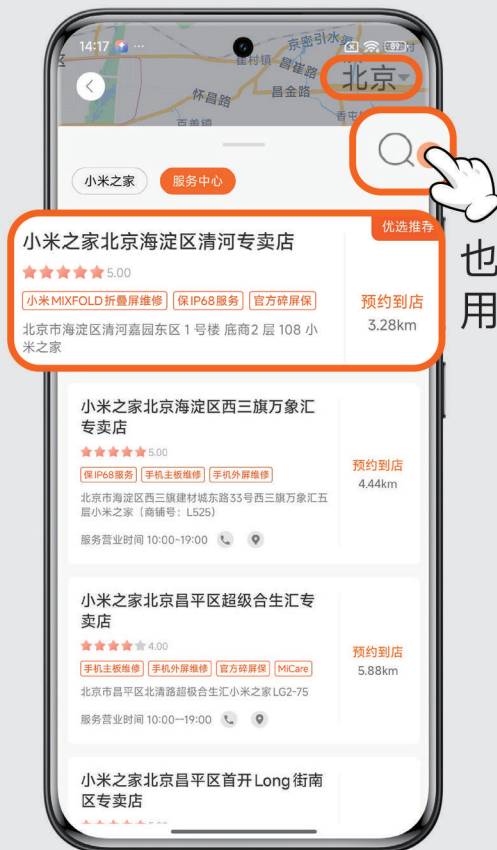 14:17
京密引水渠
崔村镇
昌崔路
北京
怀昌路
昌金路
百善镇
小米之家
服务中心
优选推荐
小米之家北京海淀区清河专卖店
5.00
小米MIXFOLD折叠屏维修 保IP68服务 官方碎屏保
预约到店
3.28km
北京市海淀区清河嘉园东区 1 号楼 底商2 层 108 小
米之家
也
用
小米之家北京海淀区西三旗万象汇
专卖店
5.00
保IP68服务 手机主板维修 手机外屏维修
预约到店
4.44km
北京市海淀区西三旗建材城东路33号西三旗万象汇五
层小米之家（商铺号：L525）
服务营业时间 10:00~19:00
小米之家北京昌平区超级合生汇专
卖店
4.00
手机主板维修 手机外屏维修 官方碎屏保 MiCare
预约到店
5.88km
北京市昌平区北清路超级合生汇小米之家LG2-75
服务营业时间 10:00--19:00
小米之家北京昌平区首开Long街南
区专卖店